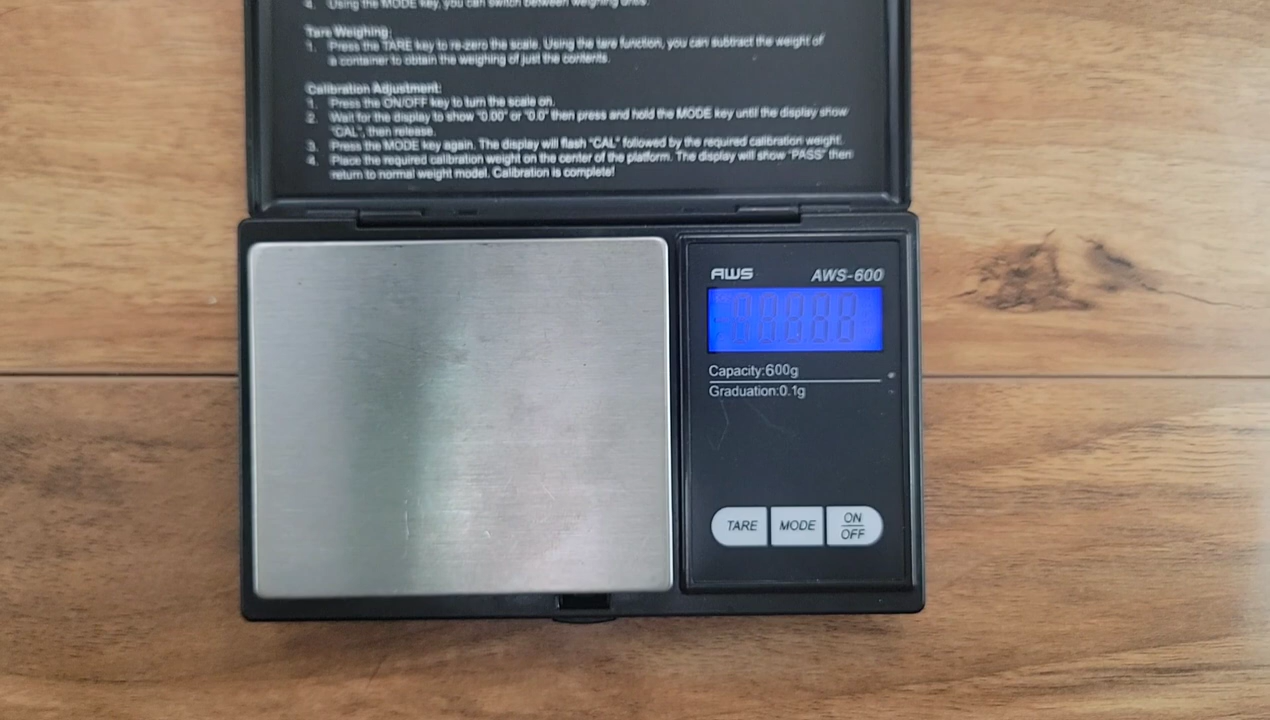 4. Using the MODE key, you can switch between weighing units.
Tare Weighing:
1. Press the TARE key to re-zero the scale. Using the tare function, you can subtract the weight of
a container to obtain the weighing of just the contents.
Calibration Adjustment:
1. Press the ON/OFF key to turn the scale on.
2. Wait for the display to show "0.00" or "0.0" then press and hold the MODE key until the display show
"CAL", then release.
3. Press the MODE key again. The display will flash "CAL" followed by the required calibration weight.
4. Place the required calibration weight on the center of the platform. The display will show "PASS" then
return to normal weight model. Calibration is complete!
AWS AWS-600
Capacity:600g
Graduation:0.1g
TARE MODE ON
OFF